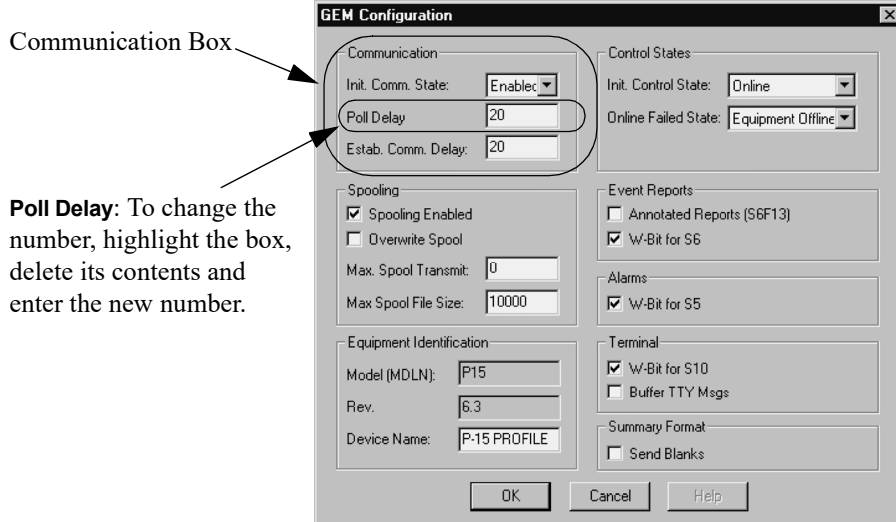 GEM Configuration
Communication Box
Communication
Init. Comm. State: Enabled
Poll Delay 20
Estab. Comm. Delay: 20
Control States
Init. Control State: Online
Online Failed State: Equipment Offline
Poll Delay: To change the
number, highlight the box,
delete its contents and
enter the new number.
Spooling
Spooling Enabled
Overwrite Spool
Max. Spool Transmit: 0
Max Spool File Size: 10000
Event Reports
Annotated Reports (S6F13)
W-Bit for S6
Alarms
W-Bit for S5
Equipment Identification
Model (MDLN): P15
Rev. 6.3
Device Name: P-15 PROFILE
Terminal
W-Bit for S10
Buffer TTY Msgs
Summary Format
Send Blanks
OK
Cancel
Help